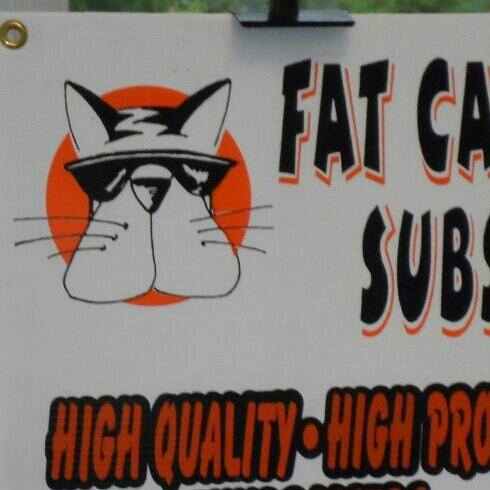 FAT CA
SUBS
HIGH QUALITY • HIGH PRO